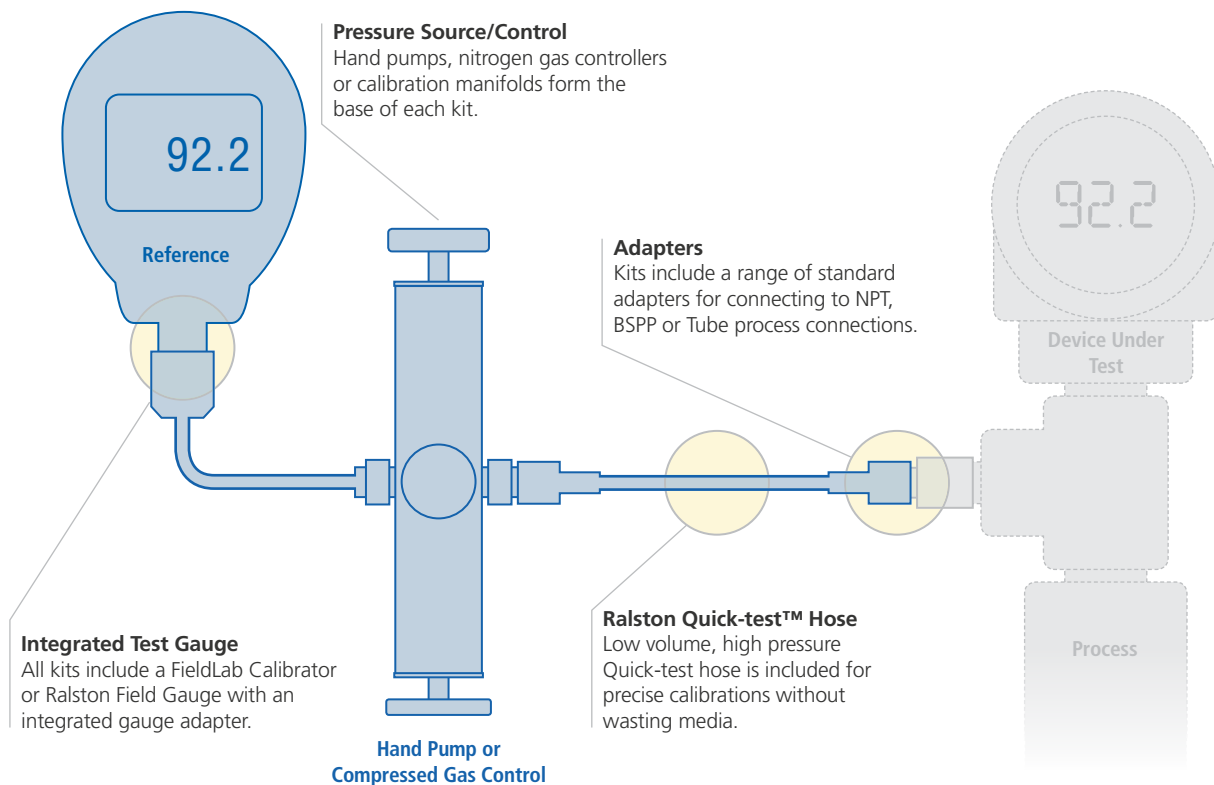 Pressure Source/Control
Hand pumps, nitrogen gas controllers
or calibration manifolds form the
base of each kit.
92.2
Reference
92.2
Device Under
Test
Adapters
Kits include a range of standard
adapters for connecting to NPT,
BSPP or Tube process connections.
Integrated Test Gauge
All kits include a FieldLab Calibrator
or Ralston Field Gauge with an
integrated gauge adapter.
Ralston Quick-test™ Hose
Low volume, high pressure
Quick-test hose is included for
precise calibrations without
wasting media.
Process
Hand Pump or
Compressed Gas Control